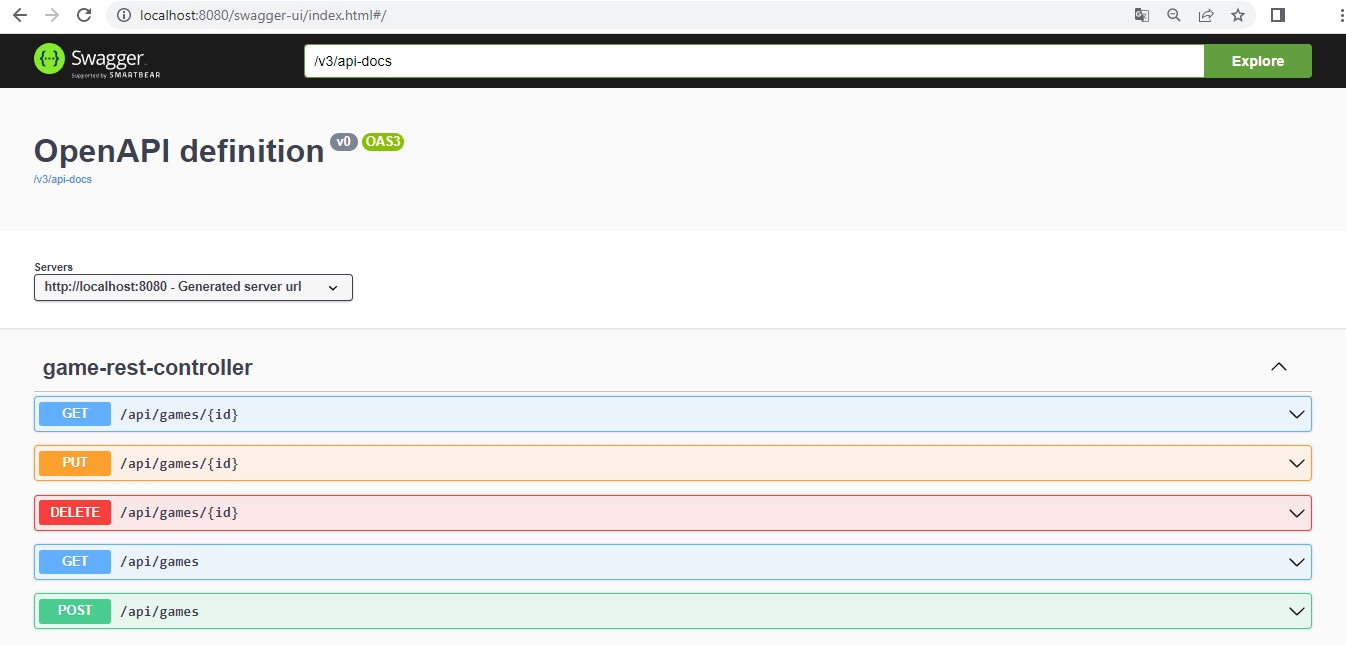 localhost:8080/swagger-ui/index.html#/
{···} Swagger
Supported by SMARTBEAR
/v3/api-docs
Explore
OpenAPI definition v0 OAS3
/v3/api-docs
Servers
http://localhost:8080 - Generated server url
game-rest-controller
GET /api/games/{id}
PUT /api/games/{id}
DELETE /api/games/{id}
GET /api/games
POST /api/games